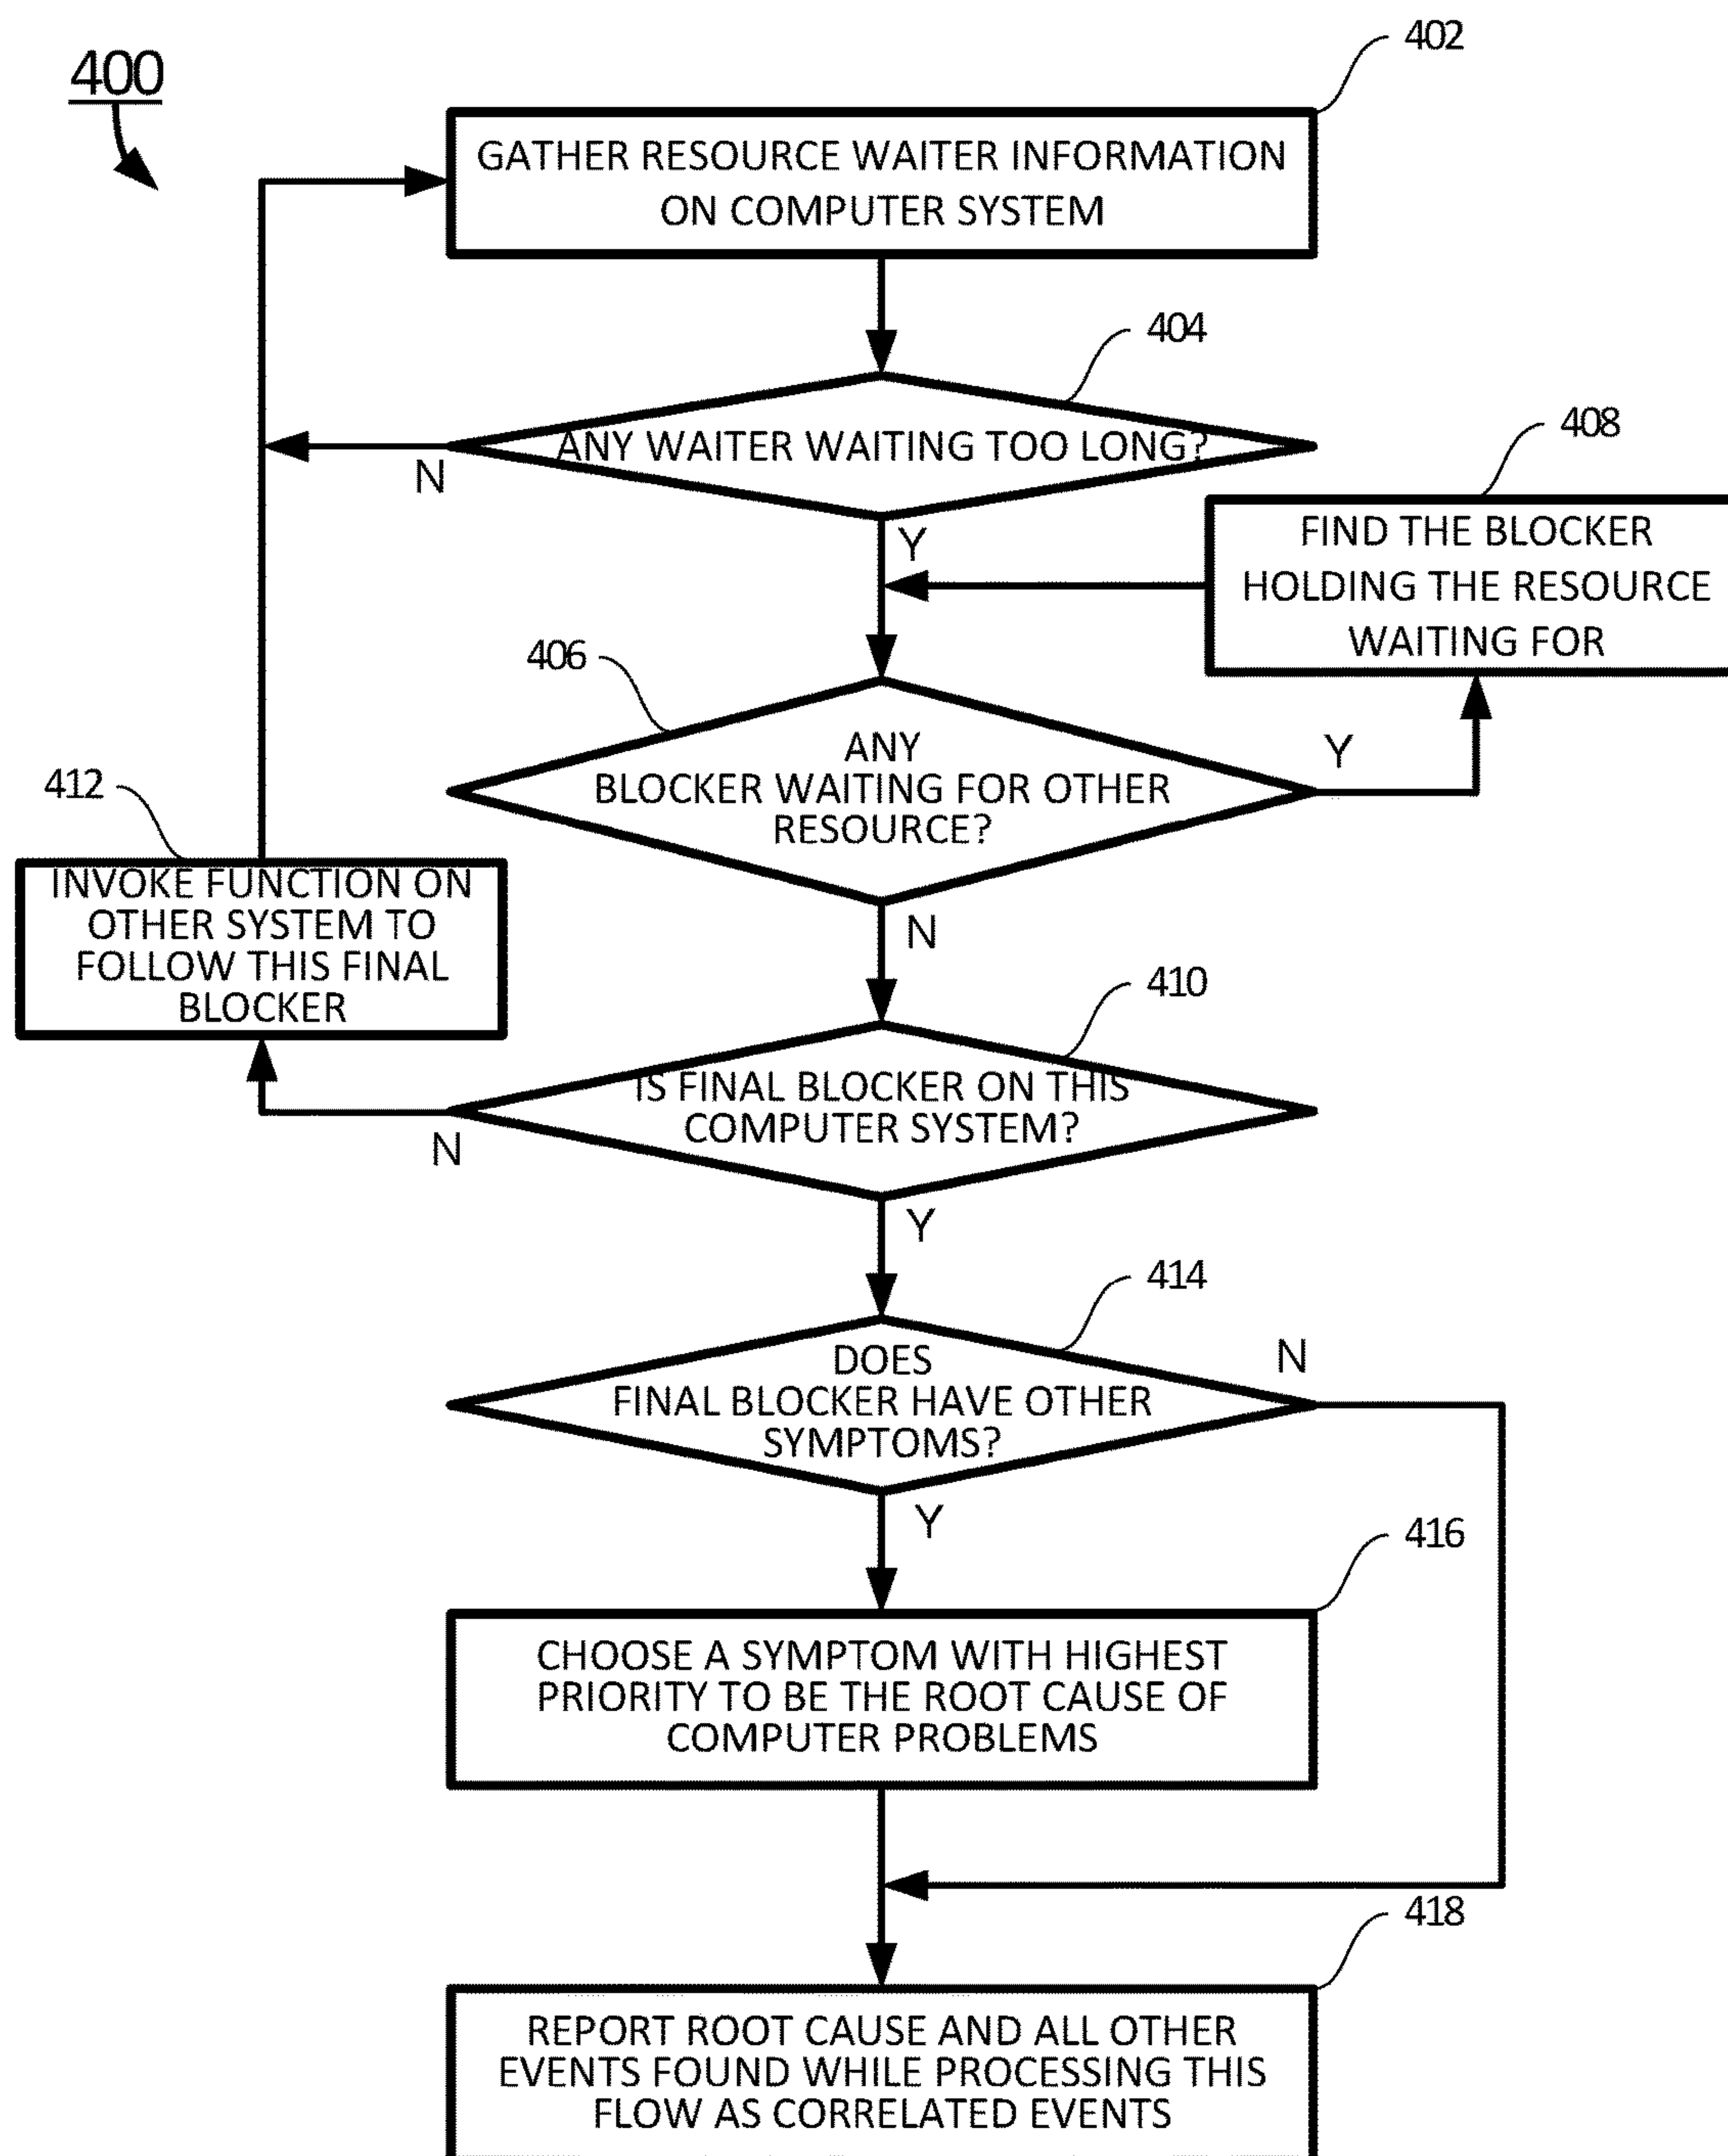 400
402
GATHER RESOURCE WAITER INFORMATION
ON COMPUTER SYSTEM
404
ANY WAITER WAITING TOO LONG?
N
Y
408
FIND THE BLOCKER
HOLDING THE RESOURCE
WAITING FOR
406
ANY
BLOCKER WAITING FOR OTHER
RESOURCE?
Y
N
412
INVOKE FUNCTION ON
OTHER SYSTEM TO
FOLLOW THIS FINAL
BLOCKER
410
IS FINAL BLOCKER ON THIS
COMPUTER SYSTEM?
N
Y
414
DOES
FINAL BLOCKER HAVE OTHER
SYMPTOMS?
N
Y
416
CHOOSE A SYMPTOM WITH HIGHEST
PRIORITY TO BE THE ROOT CAUSE OF
COMPUTER PROBLEMS
418
REPORT ROOT CAUSE AND ALL OTHER
EVENTS FOUND WHILE PROCESSING THIS
FLOW AS CORRELATED EVENTS